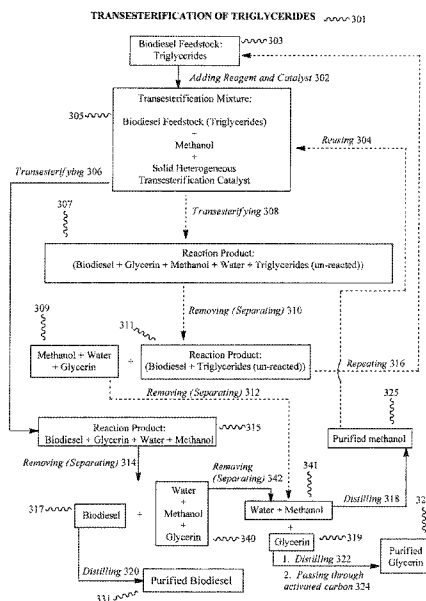 TRANSESTERIFICATION OF TRIGLYCERIDES 301
Biodiesel Feedstock:
Triglycerides
303
Adding Reagent and Catalyst 302
305
Transesterification Mixture:
Biodiesel Feedstock (Triglycerides)
+
Methanol
+
Solid Heterogeneous
Transesterification Catalyst
Reusing 304
Transesterifying 306
307
Transesterifying 308
Reaction Product:
(Biodiesel + Glycerin + Methanol + Water + Triglycerides (un-reacted))
309
311
Removing (Separating) 310
Methanol + Water
+ Glycerin
+
Reaction Product:
(Biodiesel + Triglycerides (un-reacted))
Repeating 316
Removing (Separating) 312
325
Reaction Product:
Biodiesel + Glycerin + Water + Methanol
315
Purified methanol
Removing (Separating) 314
Removing
(Separating) 342
341
317
Biodiesel
+
Water
+
Methanol
+
Glycerin
340
Water + Methanol
Distilling 318
+
Glycerin
319
Purified
Glycerin
1. Distilling 322
2. Passing through
activated carbon 324
Distilling 320
Purified Biodiesel
331